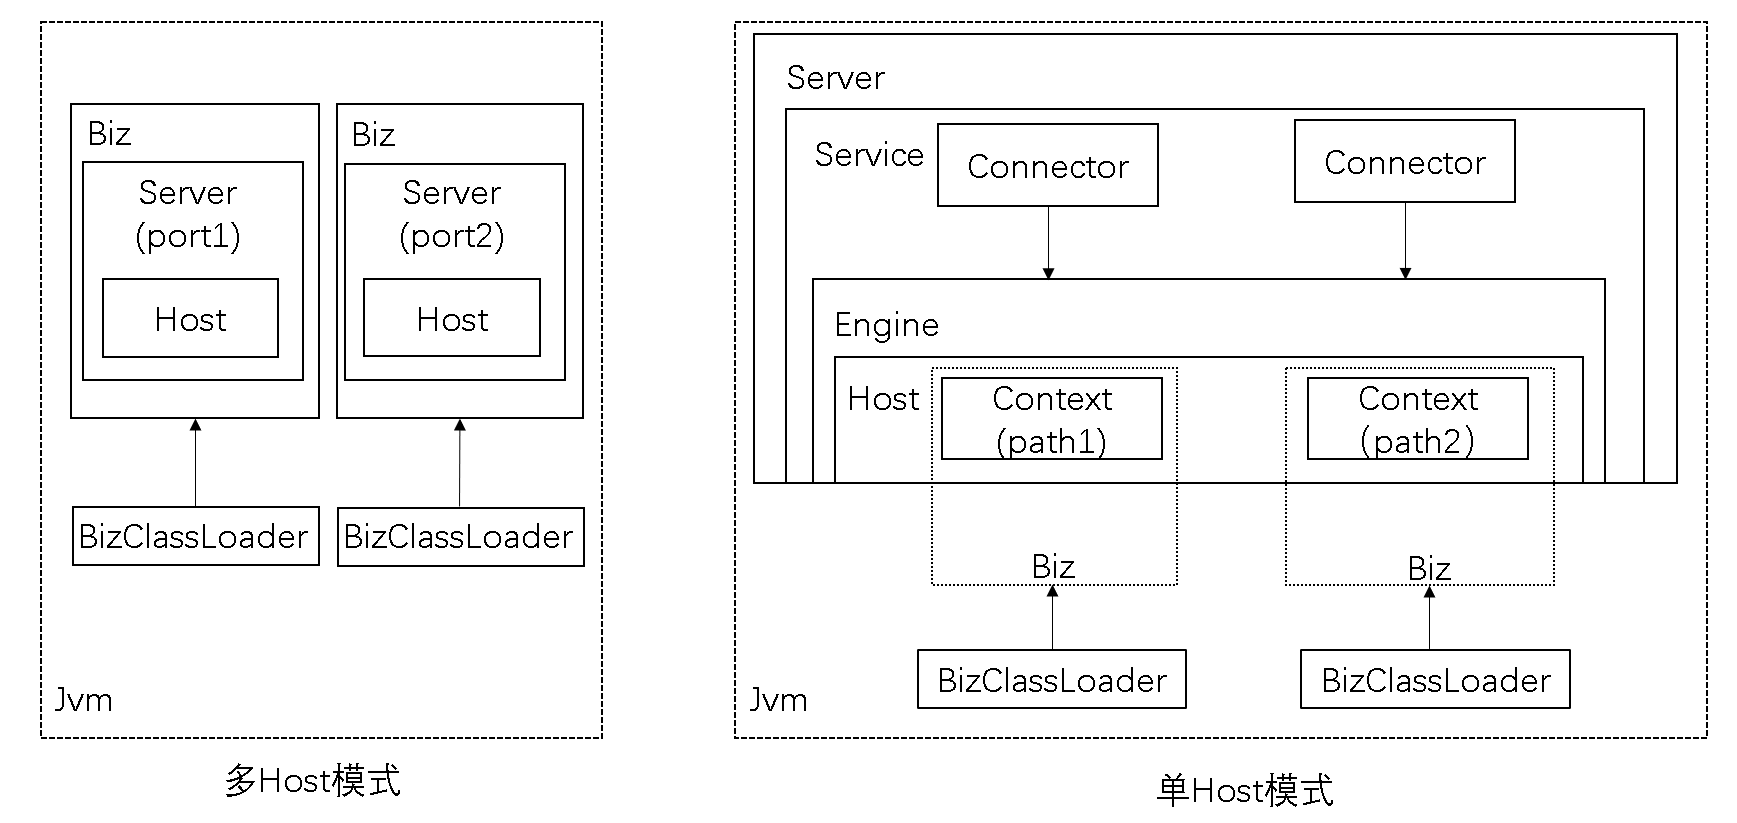 Biz
Server
(port1)
Host
BizClassLoader
Biz
Server
(port2)
Host
BizClassLoader
Jvm
多Host模式
Server
Service
Connector
Connector
Engine
Host
Context
(path1)
Context
(path2)
Biz
Biz
BizClassLoader
BizClassLoader
Jvm
单Host模式